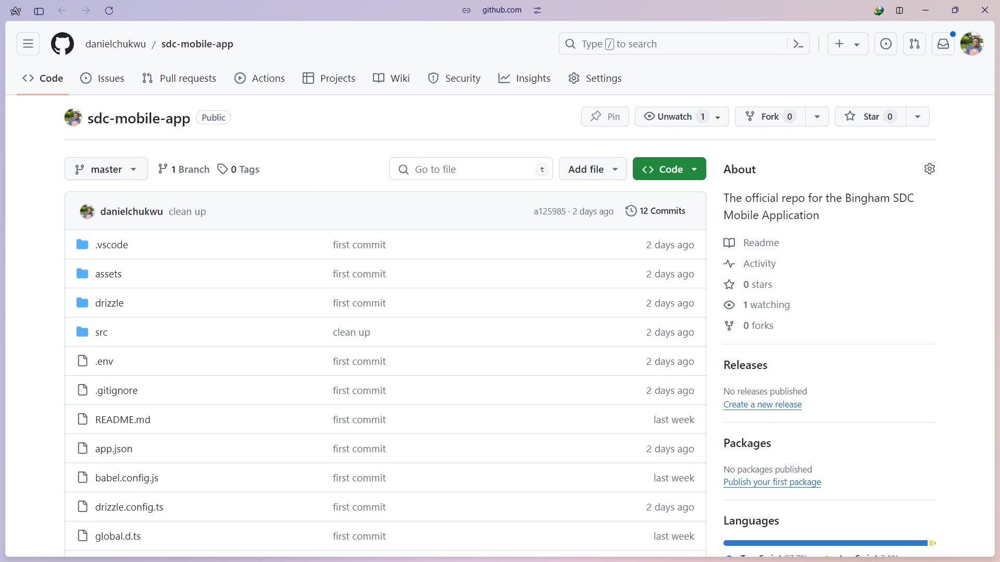 github.com
danielchukwu / sdc-mobile-app
Type / to search
Code Issues Pull requests Actions Projects Wiki Security Insights Settings
sdc-mobile-app Public
Pin Unwatch 1 Fork 0 Star 0
master 1 Branch 0 Tags Go to file t Add file Code
danielchukwu clean up a125985 · 2 days ago 12 Commits
.vscode first commit 2 days ago
assets first commit 2 days ago
drizzle first commit 2 days ago
src clean up 2 days ago
.env first commit 2 days ago
.gitignore first commit 2 days ago
README.md first commit last week
app.json first commit 2 days ago
babel.config.js first commit last week
drizzle.config.ts first commit 2 days ago
global.d.ts first commit last week
About
The official repo for the Bingham SDC
Mobile Application
Readme
Activity
0 stars
1 watching
0 forks
Releases
No releases published
Create a new release
Packages
No packages published
Publish your first package
Languages